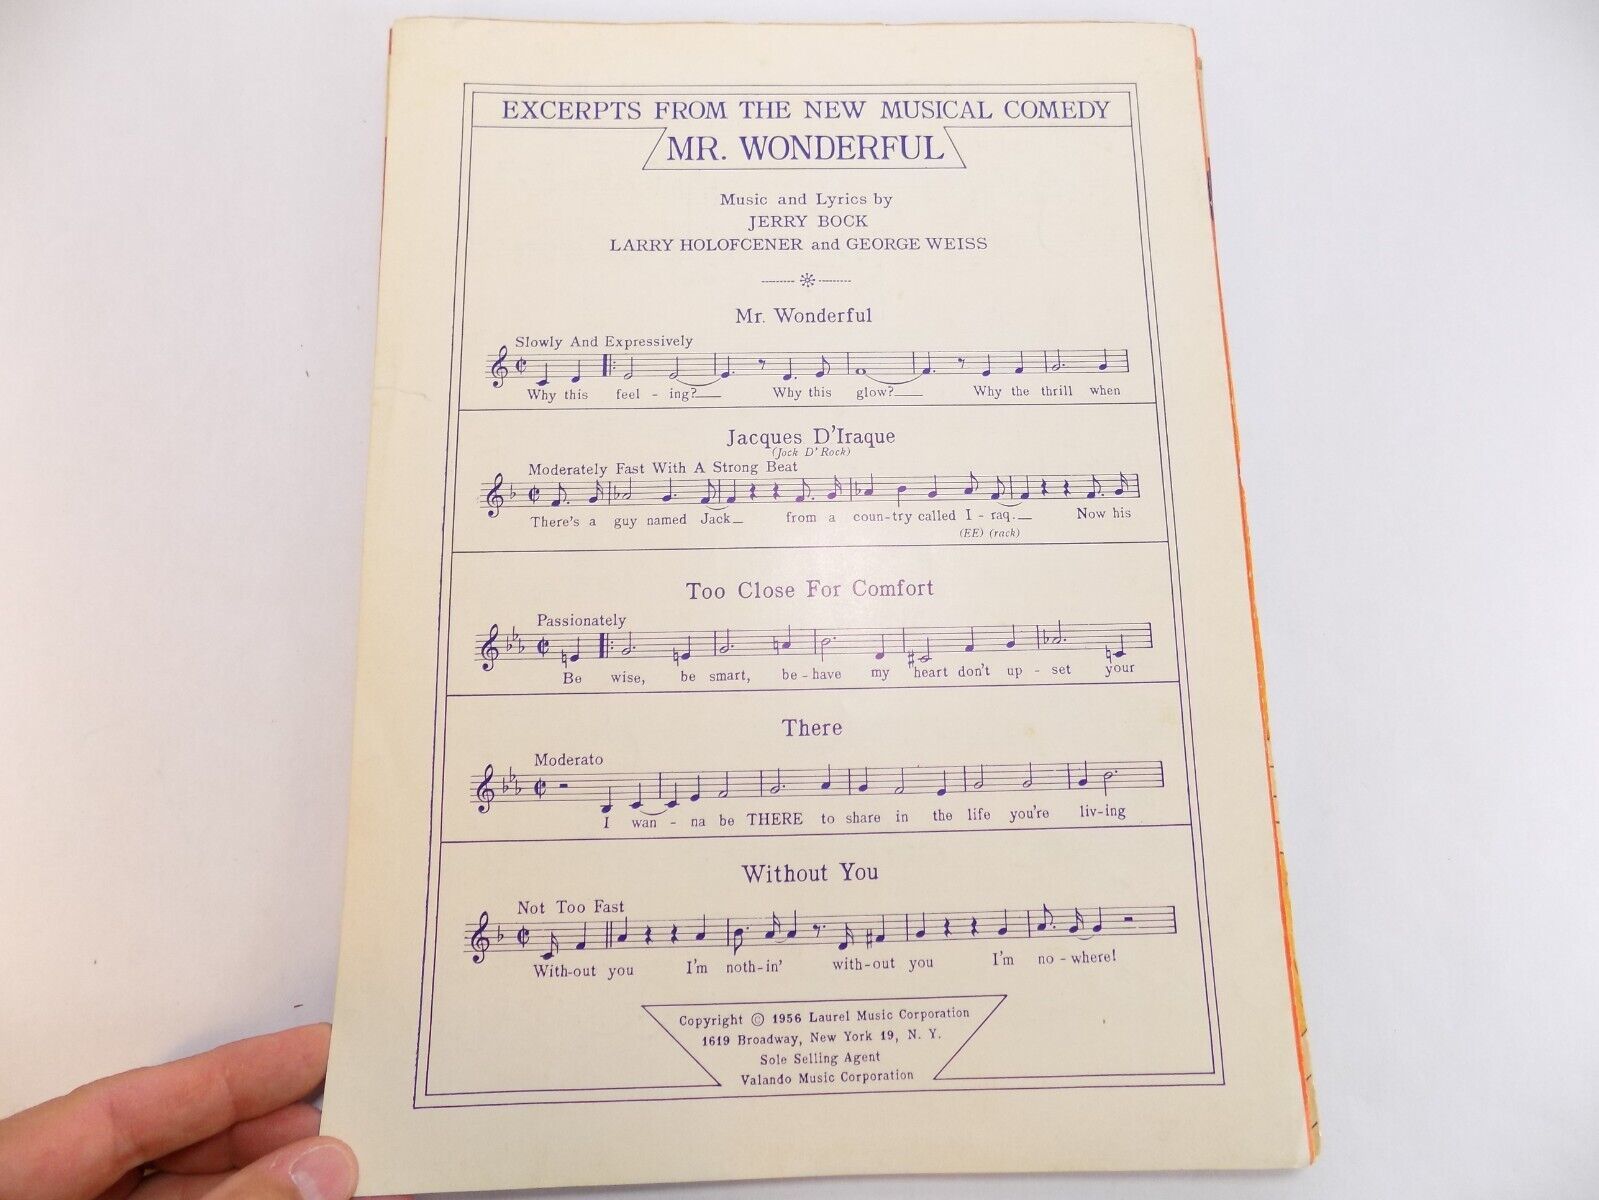 EXCERPTS FROM THE NEW MUSICAL COMEDY
MR. WONDERFUL
Music and Lyrics by
JERRY BOCK
LARRY HOLOFCENER and GEORGE WEISS
Mr. Wonderful
Slowly And Expressively
Why this feel - ing?__ Why this glow?__ Why the thrill when
Jacques D'Iraque
(Jock D' Rock)
Moderately Fast With A Strong Beat
There's a guy named Jack__ from a coun-try called I - raq.__ Now his
(EE) (rack)
Too Close For Comfort
Passionately
Be wise, be smart, be-have my heart don't up - set your
There
Moderato
I wan - na be THERE to share in the life you're liv-ing
Without You
Not Too Fast
With-out you I'm noth-in' with-out you I'm no-where!
Copyright © 1956 Laurel Music Corporation
1619 Broadway, New York 19, N. Y.
Sole Selling Agent
Valando Music Corporation